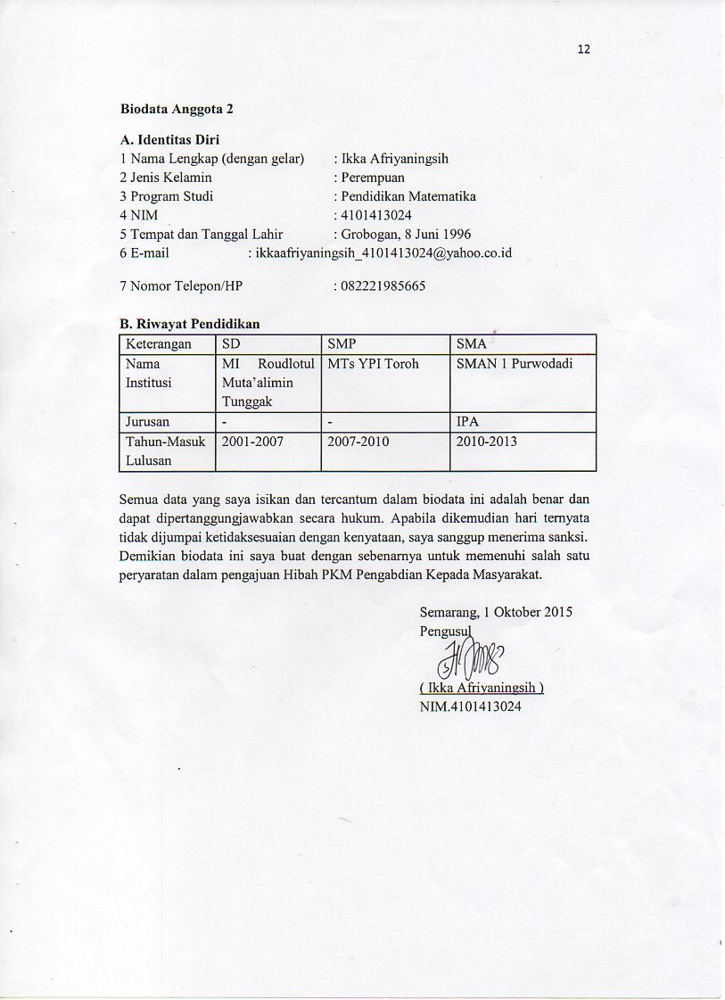 12
Biodata Anggota 2
A. Identitas Diri
1 Nama Lengkap (dengan gelar) : Ikka Afriyaningsih
2 Jenis Kelamin : Perempuan
3 Program Studi : Pendidikan Matematika
4 NIM : 4101413024
5 Tempat dan Tanggal Lahir : Grobogan, 8 Juni 1996
6 E-mail : ikkaafriyaningsih_4101413024@yahoo.co.id
7 Nomor Telepon/HP : 082221985665
B. Riwayat Pendidikan
Keterangan SD SMP SMA
Nama MI Roudlotul MTs YPI Toroh SMAN 1 Purwodadi
Institusi Muta’alimin
Tunggak
Jurusan - - IPA
Tahun-Masuk 2001-2007 2007-2010 2010-2013
Lulusan
Semua data yang saya isikan dan tercantum dalam biodata ini adalah benar dan
dapat dipertanggungjawabkan secara hukum. Apabila dikemudian hari ternyata
tidak dijumpai ketidaksesuaian dengan kenyataan, saya sanggup menerima sanksi.
Demikian biodata ini saya buat dengan sebenarnya untuk memenuhi salah satu
peryaratan dalam pengajuan Hibah PKM Pengabdian Kepada Masyarakat.
Semarang, 1 Oktober 2015
Pengusul
( Ikka Afriyaningsih )
NIM.4101413024